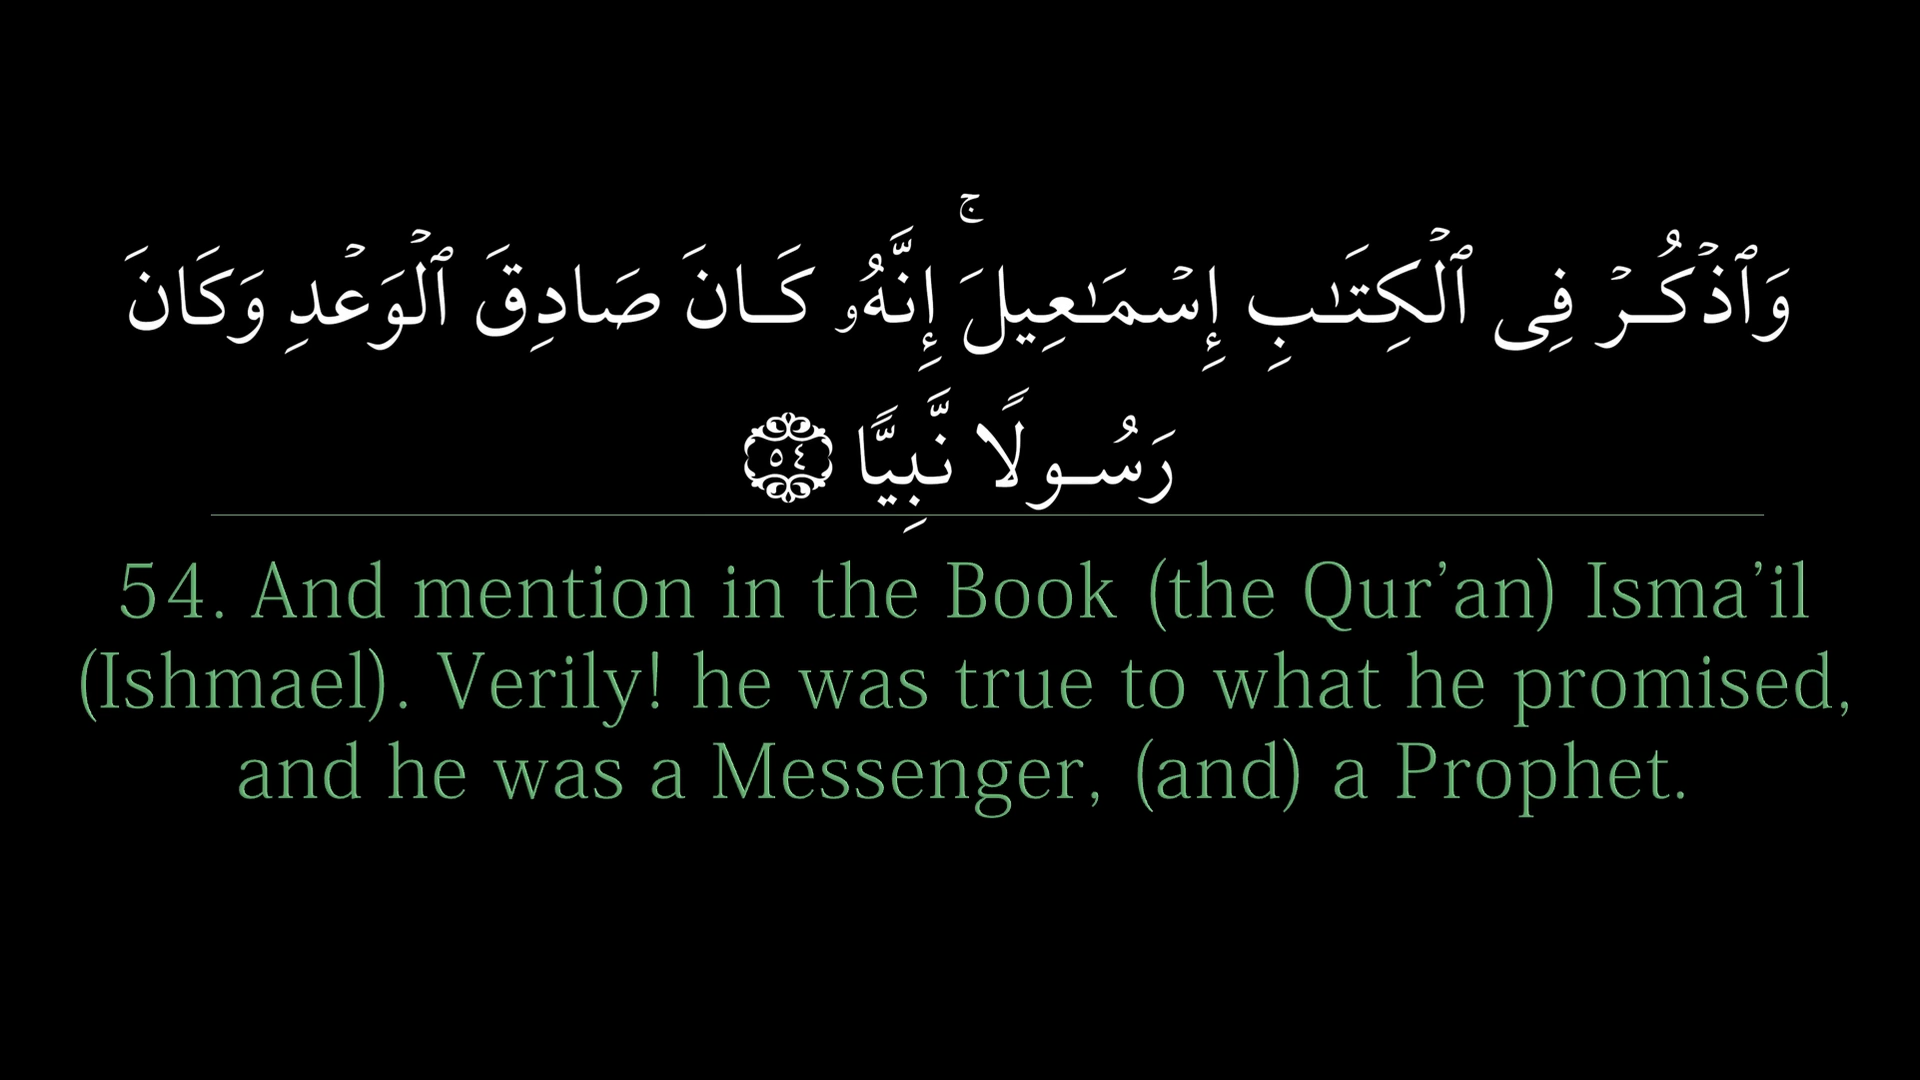 وَٱذۡكُرۡ فِى ٱلۡكِتَـٰبِ إِسۡمَـٰعِيلَۚ إِنَّهُۥ كَانَ صَادِقَ ٱلۡوَعۡدِ وَكَانَ
رَسُولًا نَّبِيًّا ٥٤
54. And mention in the Book (the Qur’an) Isma’il
(Ishmael). Verily! he was true to what he promised,
and he was a Messenger, (and) a Prophet.